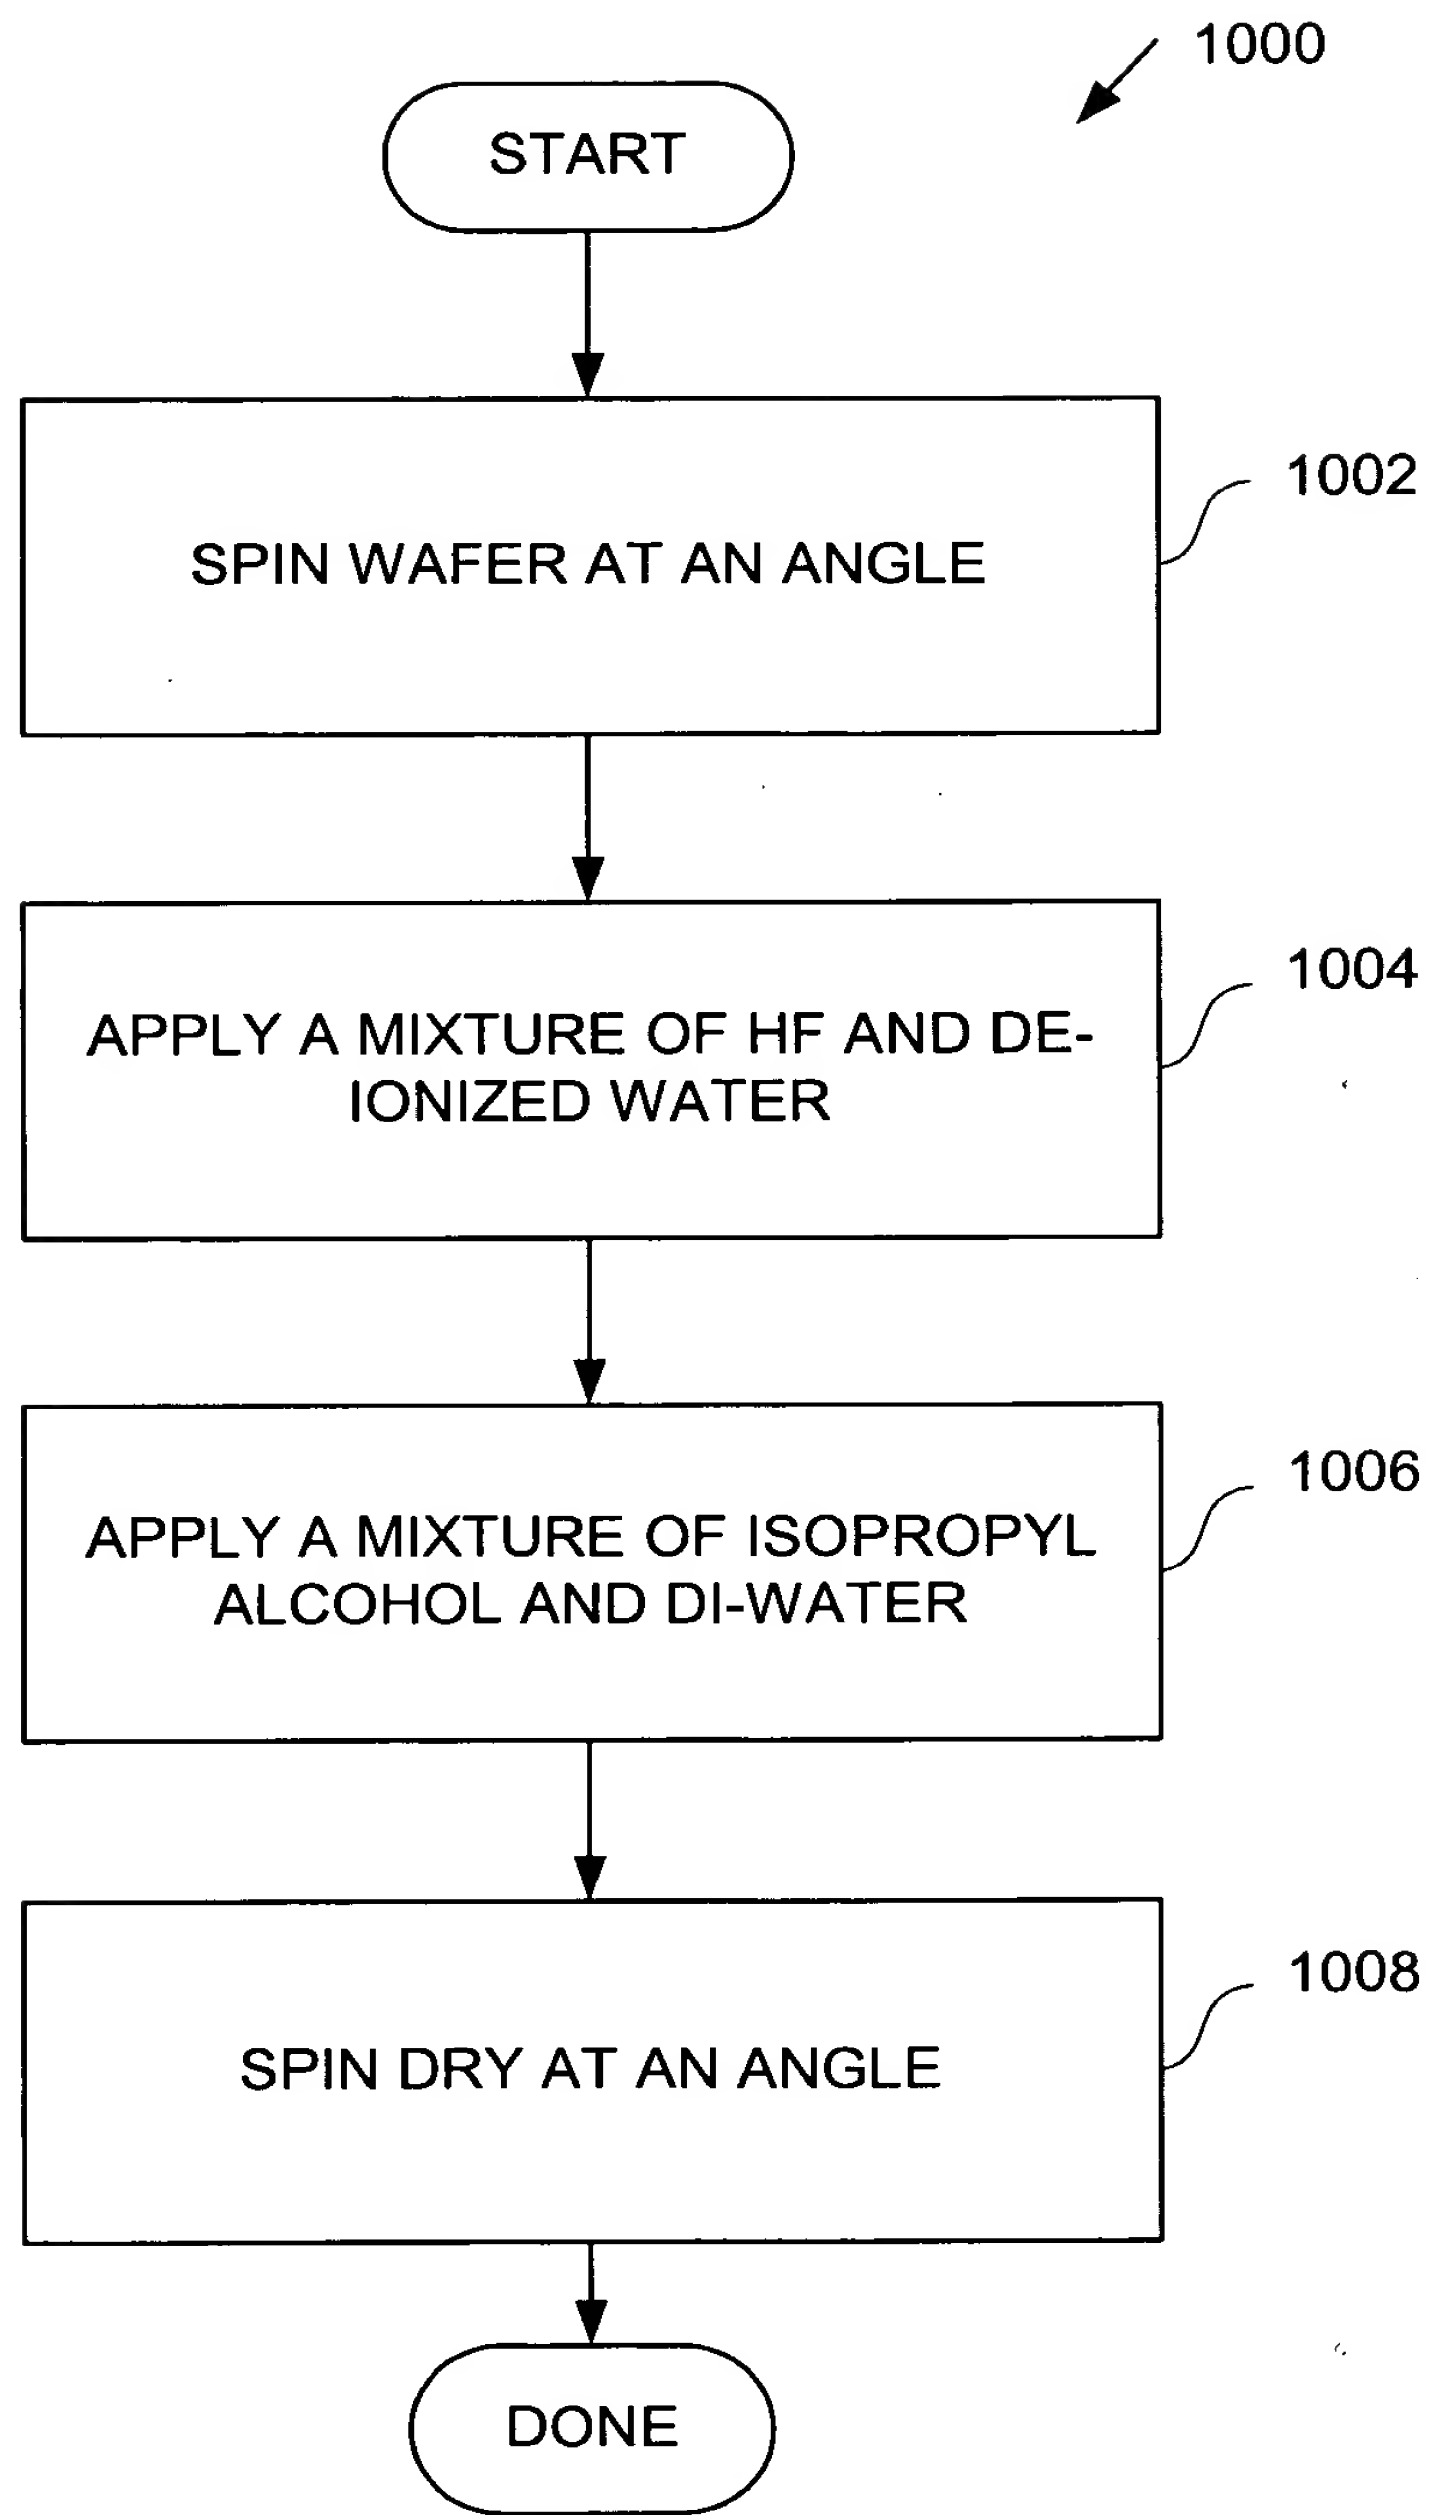 1000
START
1002
SPIN WAFER AT AN ANGLE
1004
APPLY A MIXTURE OF HF AND DE-
IONIZED WATER
1006
APPLY A MIXTURE OF ISOPROPYL
ALCOHOL AND DI-WATER
1008
SPIN DRY AT AN ANGLE
DONE